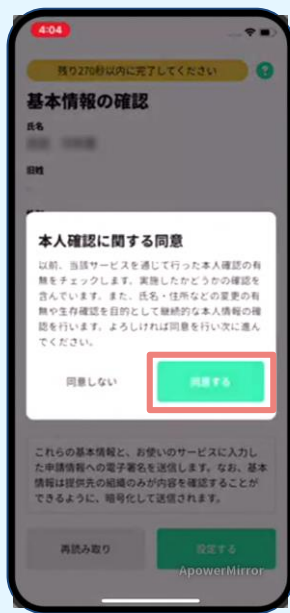 4:04
残り270秒以内に完了してください
?
基本情報の確認
氏名
旧姓
本人確認に関する同意
以前、当該サービスを通じて行った本人確認の有
無をチェックします。実施したかどうかの確認を
含んでいます。また、氏名・住所などの変更の有
無や生存確認を目的として継続的な本人情報の確
認を行います。よろしければ同意を行い次に進ん
でください。
同意しない
同意する
これらの基本情報と、お使いのサービスに入力し
た申請情報への電子署名を送信します。なお、基本
情報は提供先の組織のみが内容を確認することが
できるように、暗号化して送信されます。
再読み取り
設定する
ApowerMirror